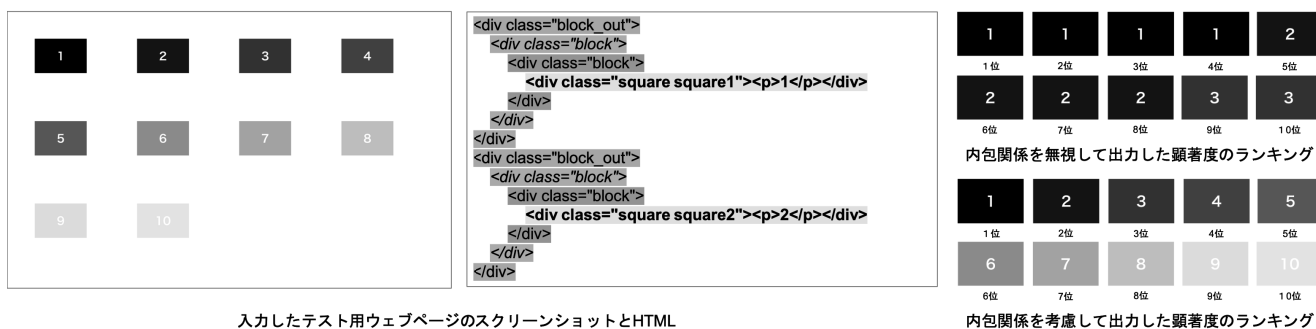 1
2
3
4
5
6
7
8
9
10
<div class="block_out">
<div class="block">
<div class="block">
<div class="square square1"><p>1</p></div>
</div>
</div>
</div>
<div class="block_out">
<div class="block">
<div class="block">
<div class="square square2"><p>2</p></div>
</div>
</div>
</div>
入力したテスト用ウェブページのスクリーンショットとHTML
1 1 1 1 2
1位 2位 3位 4位 5位
2 2 2 3 3
6位 7位 8位 9位 10位
内包関係を無視して出力した顕著度のランキング
1 2 3 4 5
1位 2位 3位 4位 5位
6 7 8 9 10
6位 7位 8位 9位 10位
内包関係を考慮して出力した顕著度のランキング